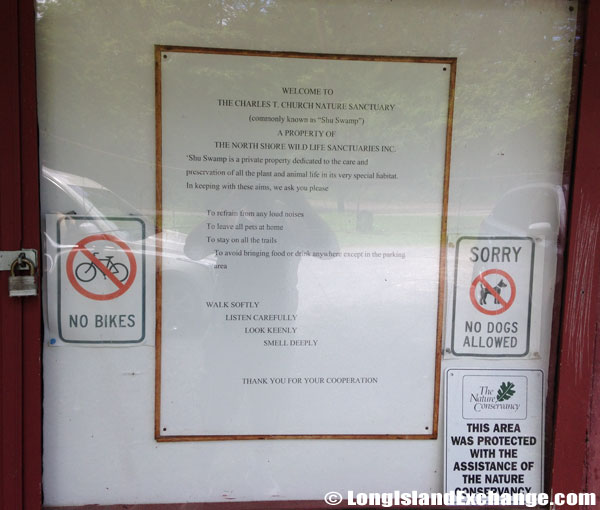 WELCOME TO
THE CHARLES T. CHURCH NATURE SANCTUARY
(commonly known as "Shu Swamp")
A PROPERTY OF
THE NORTH SHORE WILD LIFE SANCTUARIES INC.
'Shu Swamp is a private property dedicated to the care and
preservation of all the plant and animal life in its very special habitat.
In keeping with these aims, we ask you please
To refrain from any loud noises
To leave all pets at home
To stay on all the trails
To avoid bringing food or drink anywhere except in the parking
area
WALK SOFTLY
LISTEN CAREFULLY
LOOK KEENLY
SMELL DEEPLY
THANK YOU FOR YOUR COOPERATION
NO BIKES
SORRY
NO DOGS
ALLOWED
The
Nature
Conservancy
THIS AREA
WAS PROTECTED
WITH THE
ASSISTANCE OF
THE NATURE
CONSERVANCY
© LongIslandExchange.com